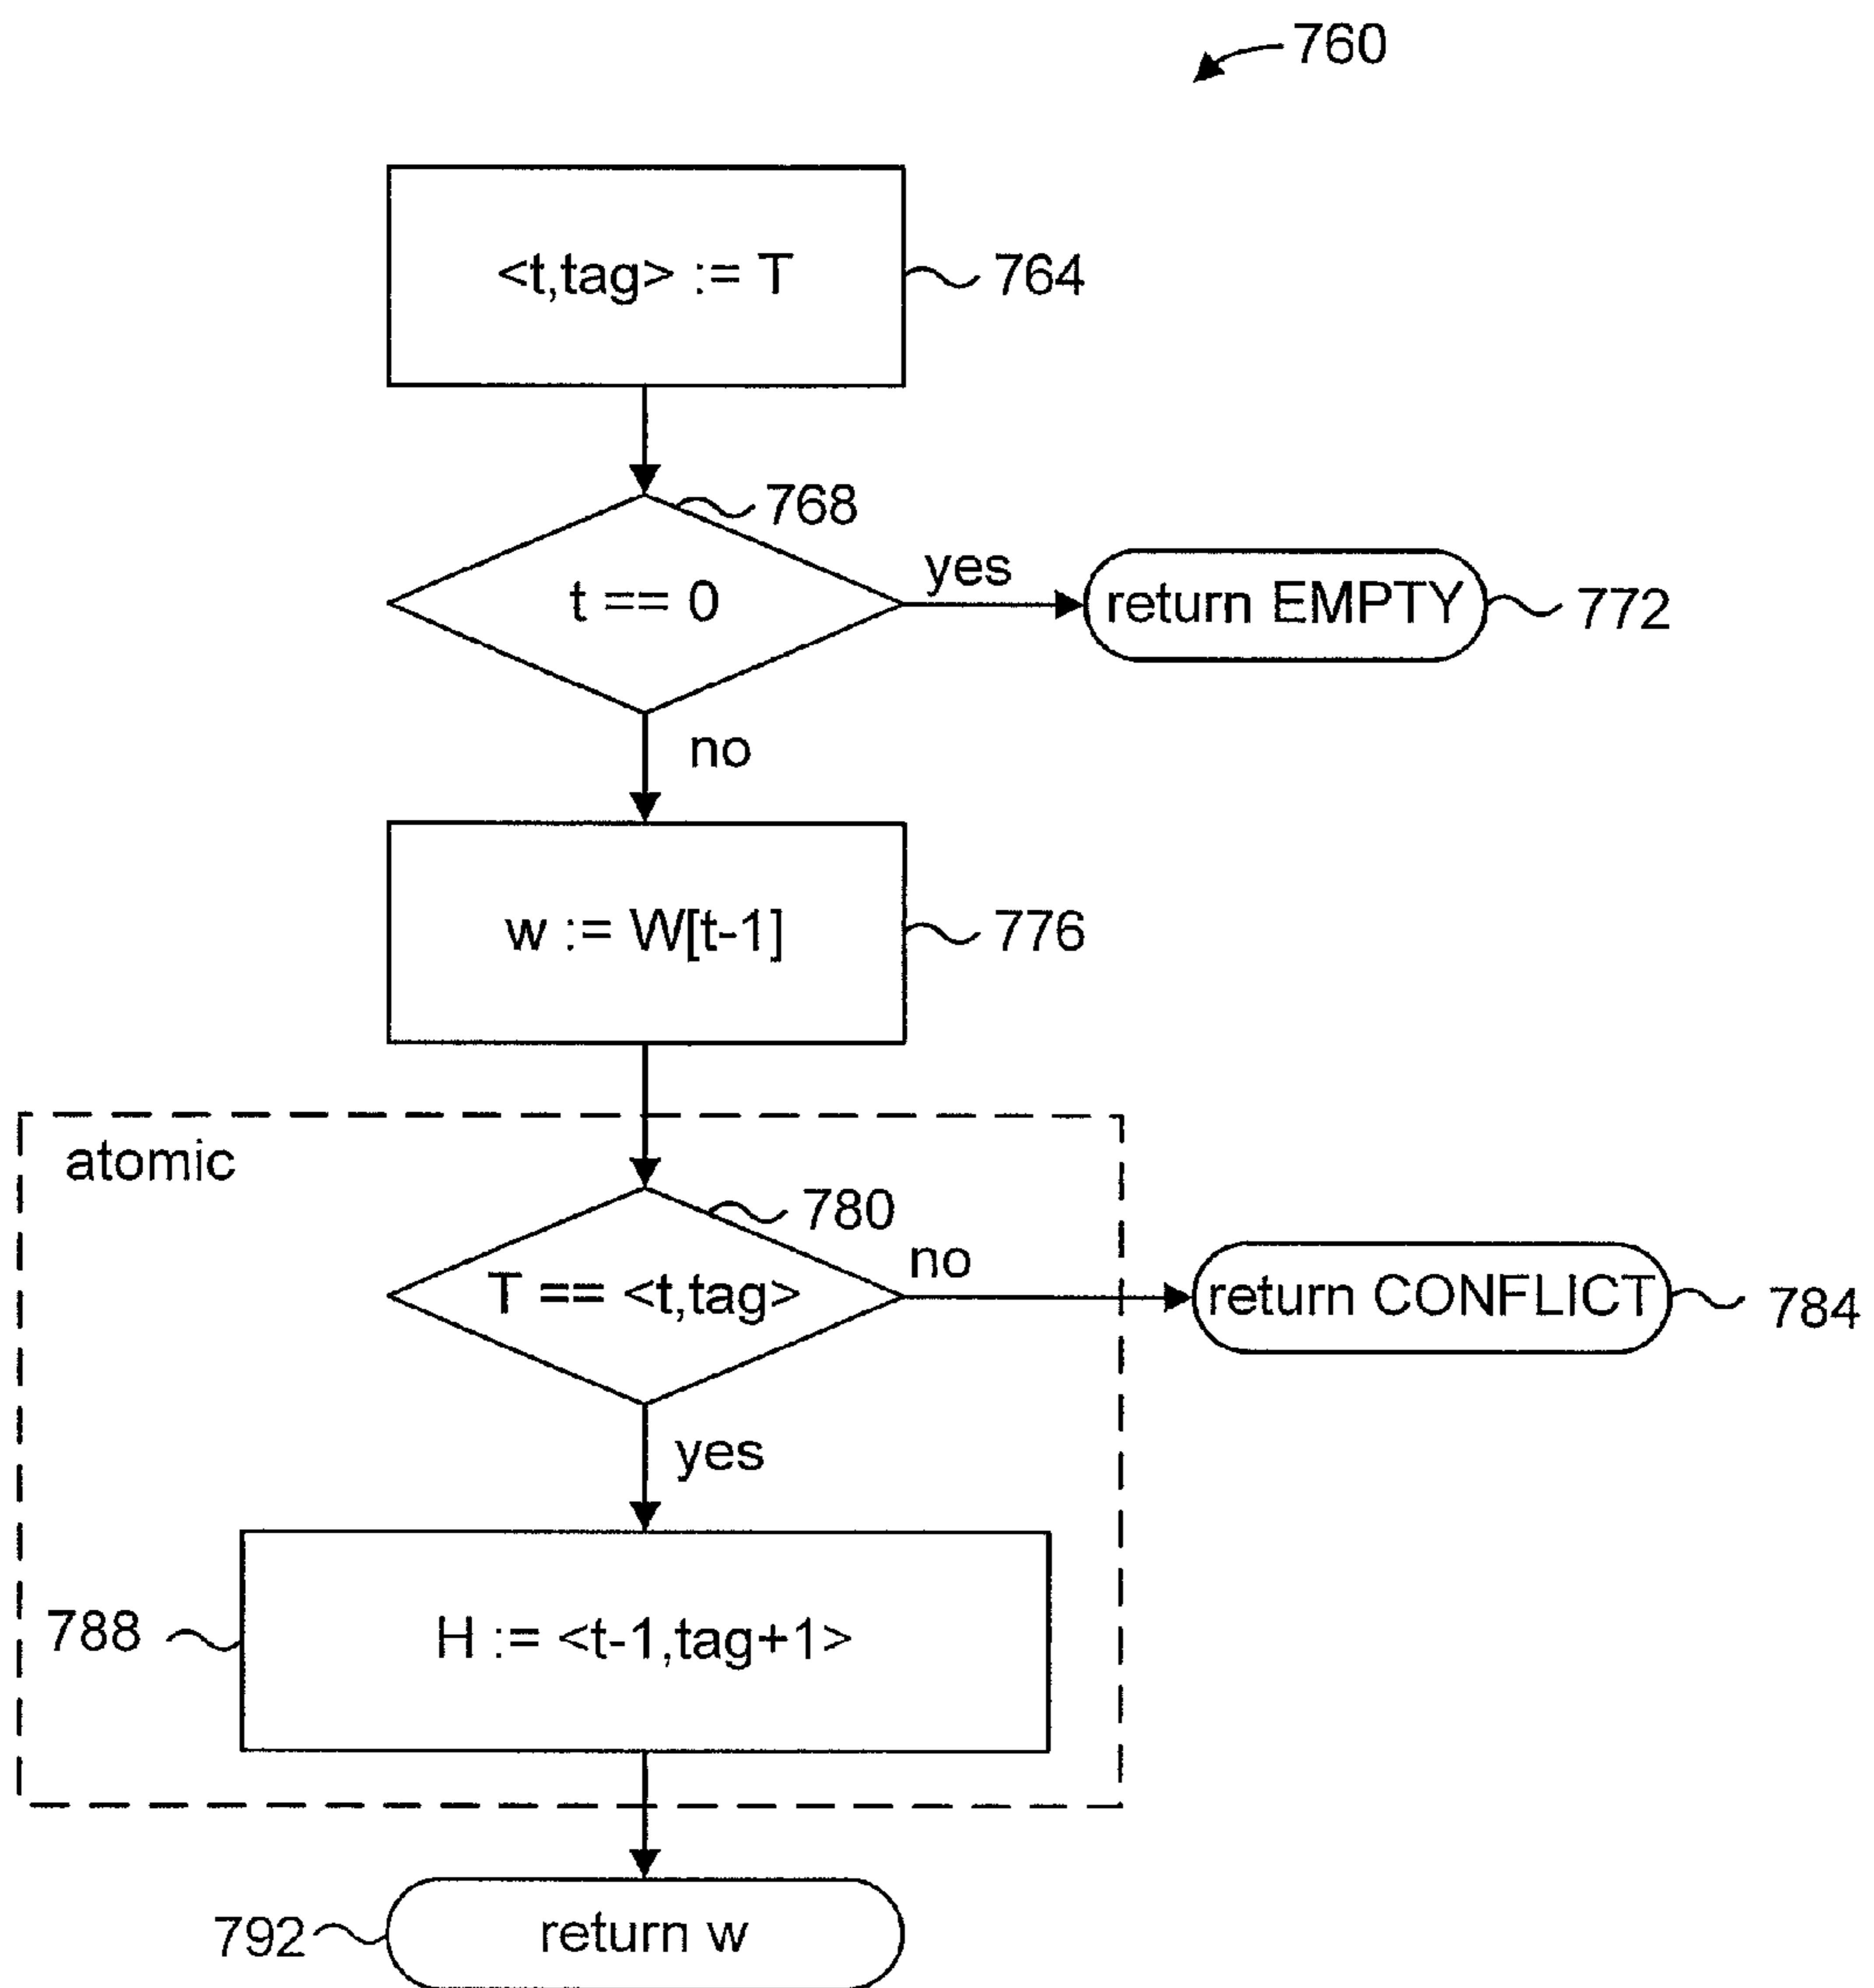 760
<t,tag> := T
764
768
t == 0
yes
return EMPTY
772
no
w := W[t-1]
776
atomic
780
T == <t,tag>
no
return CONFLICT
784
yes
788
H := <t-1,tag+1>
792
return w